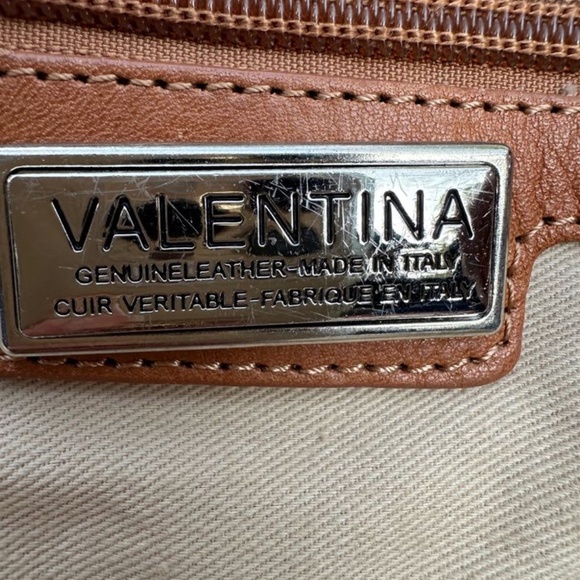 VALENTINA
GENUINELEATHER-MADE IN ITALY
CUIR VERITABLE-FABRIQUE EN ITALY